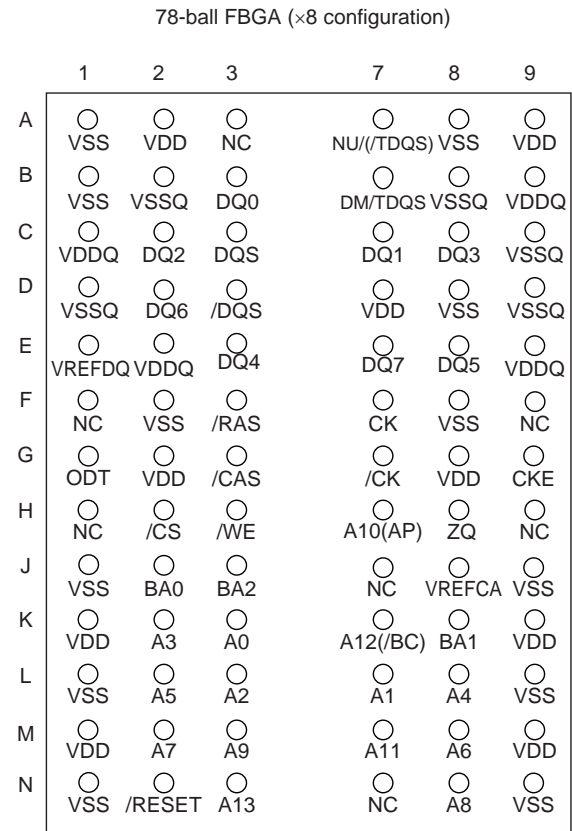 78-ball FBGA (×8 configuration)
1 2 3 7 8 9
A
VSS VDD NC NU/(/TDQS) VSS VDD
B
VSS VSSQ DQ0 DM/TDQS VSSQ VDDQ
C
VDDQ DQ2 DQS DQ1 DQ3 VSSQ
D
VSSQ DQ6 /DQS VDD VSS VSSQ
E
VREFDQ VDDQ DQ4 DQ7 DQ5 VDDQ
F
NC VSS /RAS CK VSS NC
G
ODT VDD /CAS /CK VDD CKE
H
NC /CS /WE A10(AP) ZQ NC
J
VSS BA0 BA2 NC VREFCA VSS
K
VDD A3 A0 A12(/BC) BA1 VDD
L
VSS A5 A2 A1 A4 VSS
M
VDD A7 A9 A11 A6 VDD
N
VSS /RESET A13 NC A8 VSS